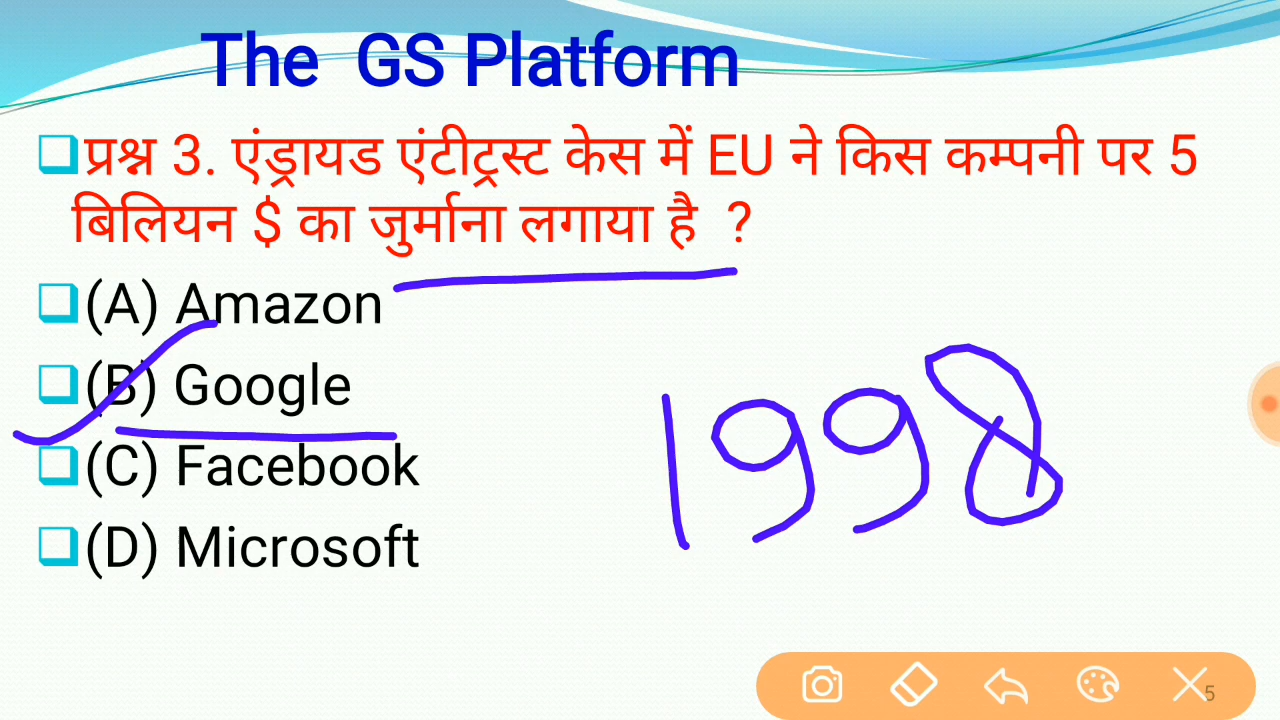 The GS Platform
प्रश्न 3. एंड्रायड एंटीट्रस्ट केस में EU ने किस कम्पनी पर 5
बिलियन $ का जुर्माना लगाया है ?
(A) Amazon
(B) Google
(C) Facebook
(D) Microsoft
1998
5